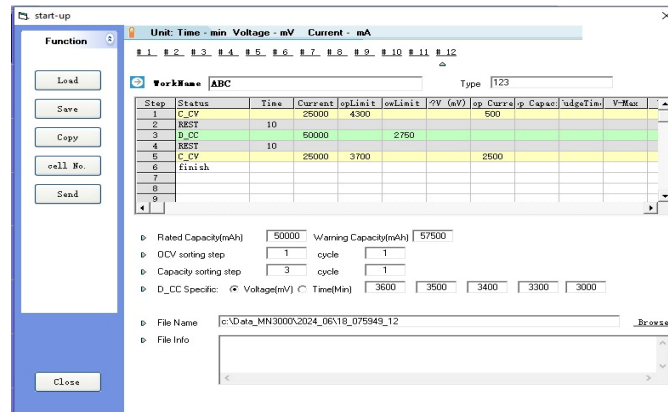 start-up
Function
Load
Save
Copy
cell No.
Send
Close
Unit: Time - min Voltage - mV Current - mA
# 1 # 2 # 3 # 4 # 5 # 6 # 7 # 8 # 9 # 10 # 11 # 12
WorkName ABC Type 123
Step Status Time Current opLimit owLimit -?V (mV) op Curre op Capac: udgeTim V-Max
1 C_CV 25000 4300 500
2 REST 10
3 D_CC 50000 2750
4 REST 10
5 C_CV 25000 3700 2500
6 finish
7
8
9
Rated Capacity(mAh) 50000 Warning Capacity(mAh) 57500
OCV sorting step 1 cycle 1
Capacity sorting step 3 cycle 1
D_CC Specific: Voltage(mV) Time(Min) 3600 3500 3400 3300 3000
File Name c:\Data_MN3000\2024_06\18_075949_12 Browse
File Info